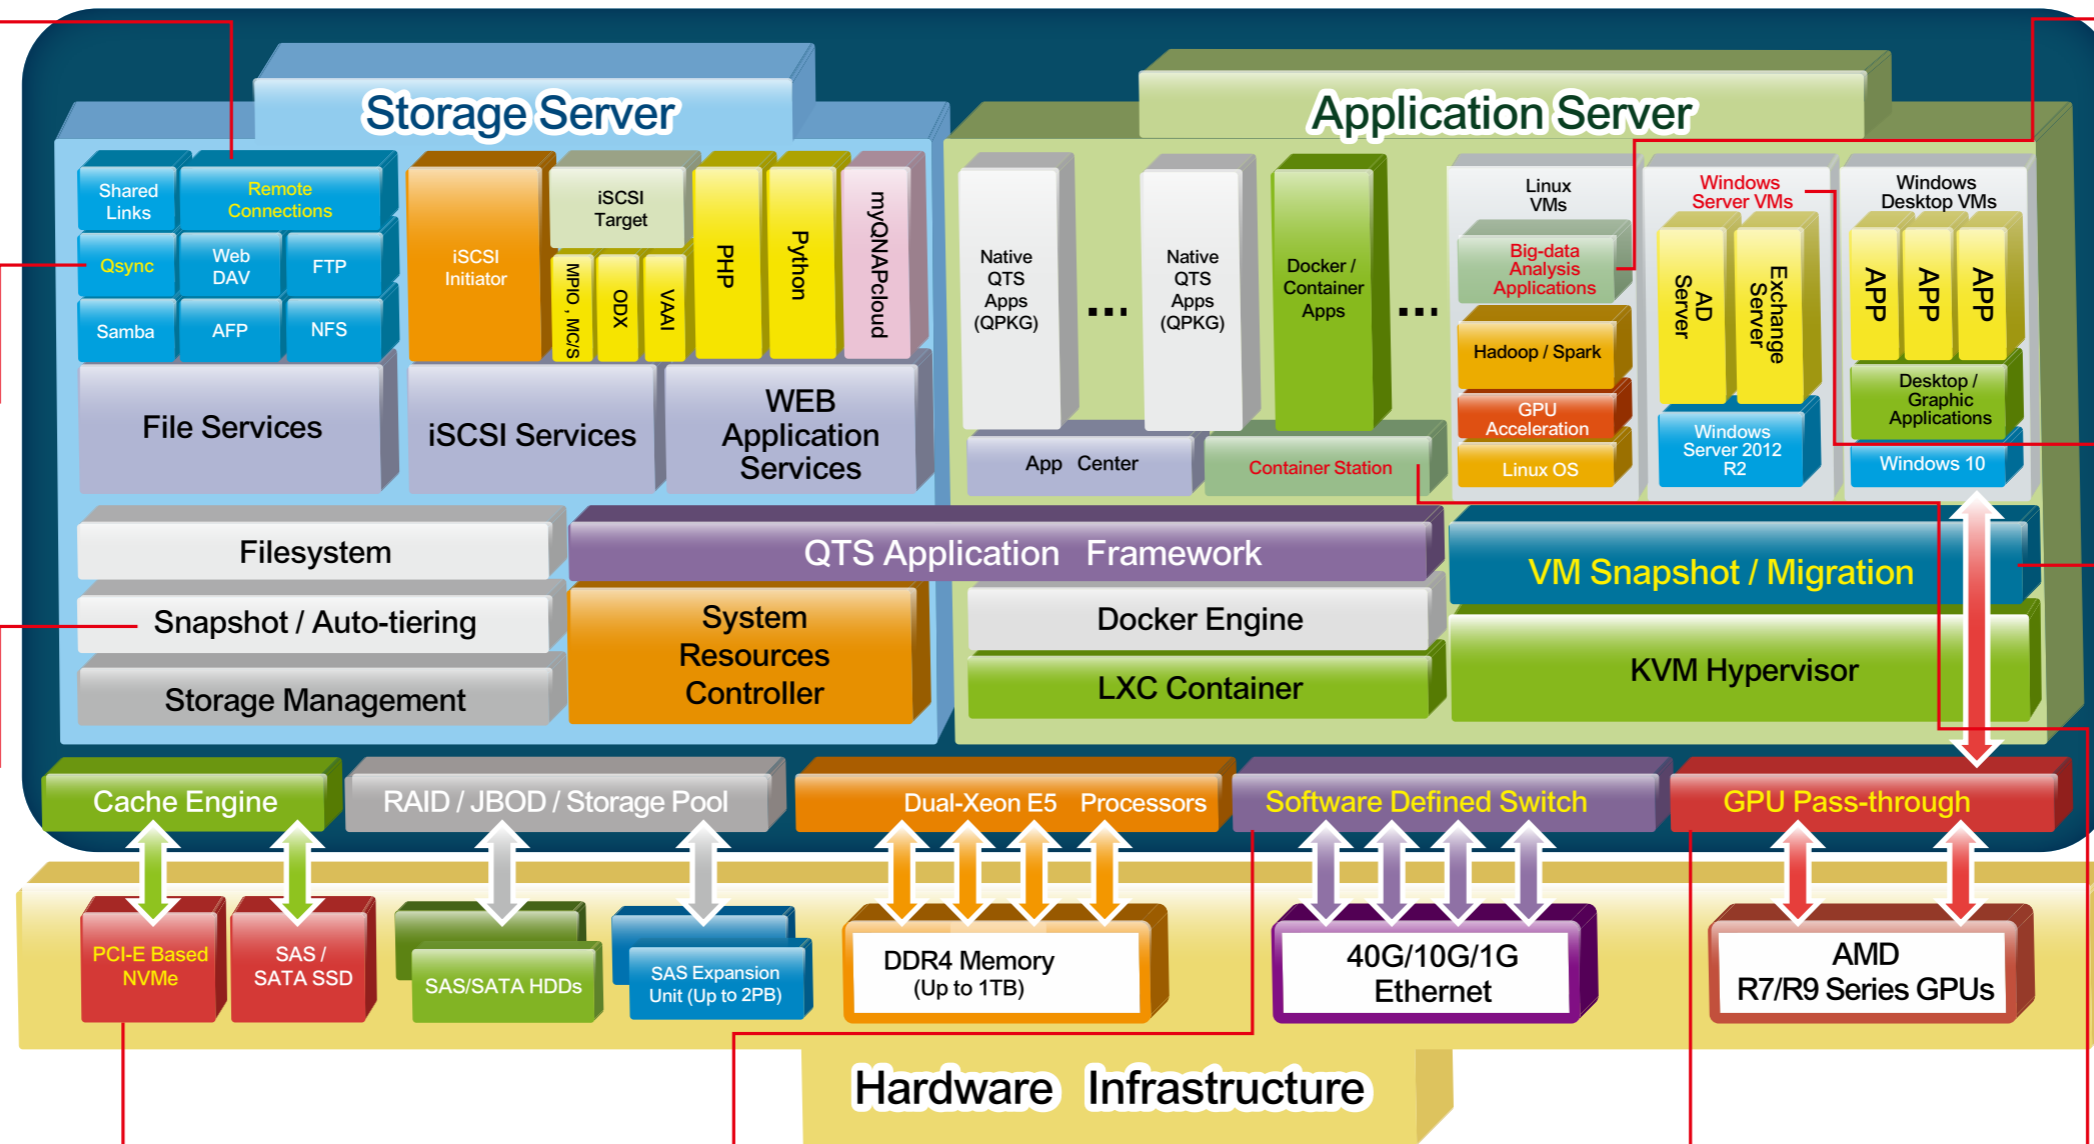 Storage Server
Application Server
Shared
Links
Remote
Connections
Qsync
Web
DAV
FTP
Samba
AFP
NFS
iSCSI
Initiator
iSCSI
Target
MPIO , MC/S
ODX
VAAI
PHP
Python
myQNAPcloud
File Services
iSCSI Services
WEB
Application
Services
Native
QTS
Apps
(QPKG)
...
Native
QTS
Apps
(QPKG)
Docker /
Container
Apps
...
App Center
Container Station
Linux
VMs
Big-data
Analysis
Applications
Hadoop / Spark
GPU
Acceleration
Linux OS
Windows
Server VMs
AD
Server
Exchange
Server
Windows
Server 2012
R2
Windows
Desktop VMs
APP
APP
APP
Desktop /
Graphic
Applications
Windows 10
Filesystem
Snapshot / Auto-tiering
Storage Management
QTS Application Framework
System
Resources
Controller
Docker Engine
LXC Container
VM Snapshot / Migration
KVM Hypervisor
Cache Engine
RAID / JBOD / Storage Pool
Dual-Xeon E5 Processors
Software Defined Switch
GPU Pass-through
PCI-E Based
NVMe
SAS /
SATA SSD
SAS/SATA HDDs
SAS Expansion
Unit (Up to 2PB)
DDR4 Memory
(Up to 1TB)
40G/10G/1G
Ethernet
AMD
R7/R9 Series GPUs
Hardware Infrastructure